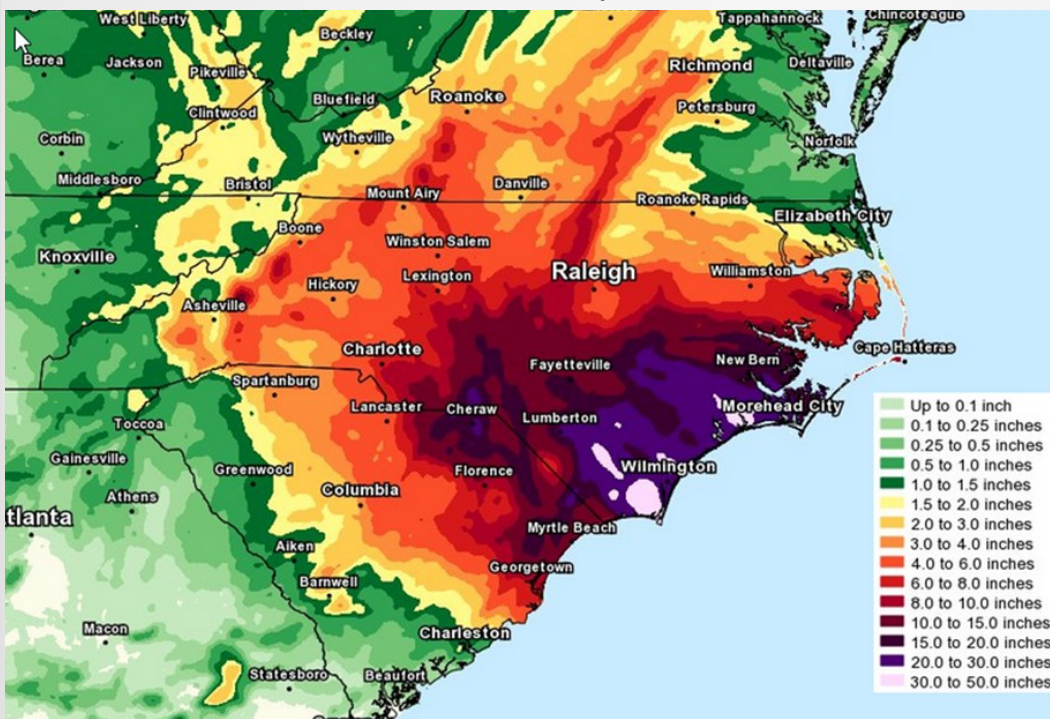 West Liberty
Tappahannock
Chincoteague
Beckley
Berea
Jackson
Pikeville
Richmond
Deltaville
Bluefield
Roanoke
Clintwood
Petersburg
Corbin
Wytheville
Norfolk
Middlesboro
Bristol
Mount Airy
Danville
Roanoke Rapids
Elizabeth City
Boone
Winston Salem
Knoxville
Hickory
Lexington
Raleigh
Williamston
Asheville
Charlotte
Fayetteville
New Bern
Cape Hatteras
Spartanburg
Lancaster
Cheraw
Lumberton
Morehead City
Toccoa
Gainesville
Greenwood
Florence
Wilmington
Athens
Columbia
tlanta
Myrtle Beach
Aiken
Georgetown
Barnwell
Macon
Charleston
Statesboro
Beaufort
Up to 0.1 inch
0.1 to 0.25 inches
0.25 to 0.5 inches
0.5 to 1.0 inches
1.0 to 1.5 inches
1.5 to 2.0 inches
2.0 to 3.0 inches
3.0 to 4.0 inches
4.0 to 6.0 inches
6.0 to 8.0 inches
8.0 to 10.0 inches
10.0 to 15.0 inches
15.0 to 20.0 inches
20.0 to 30.0 inches
30.0 to 50.0 inches